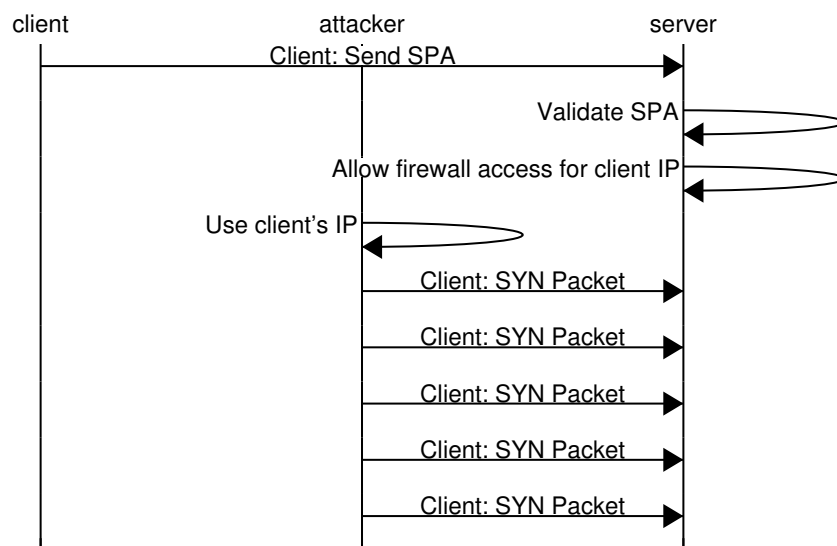 client
attacker
server
Client: Send SPA
Validate SPA
Allow firewall access for client IP
Use client's IP
Client: SYN Packet
Client: SYN Packet
Client: SYN Packet
Client: SYN Packet
Client: SYN Packet